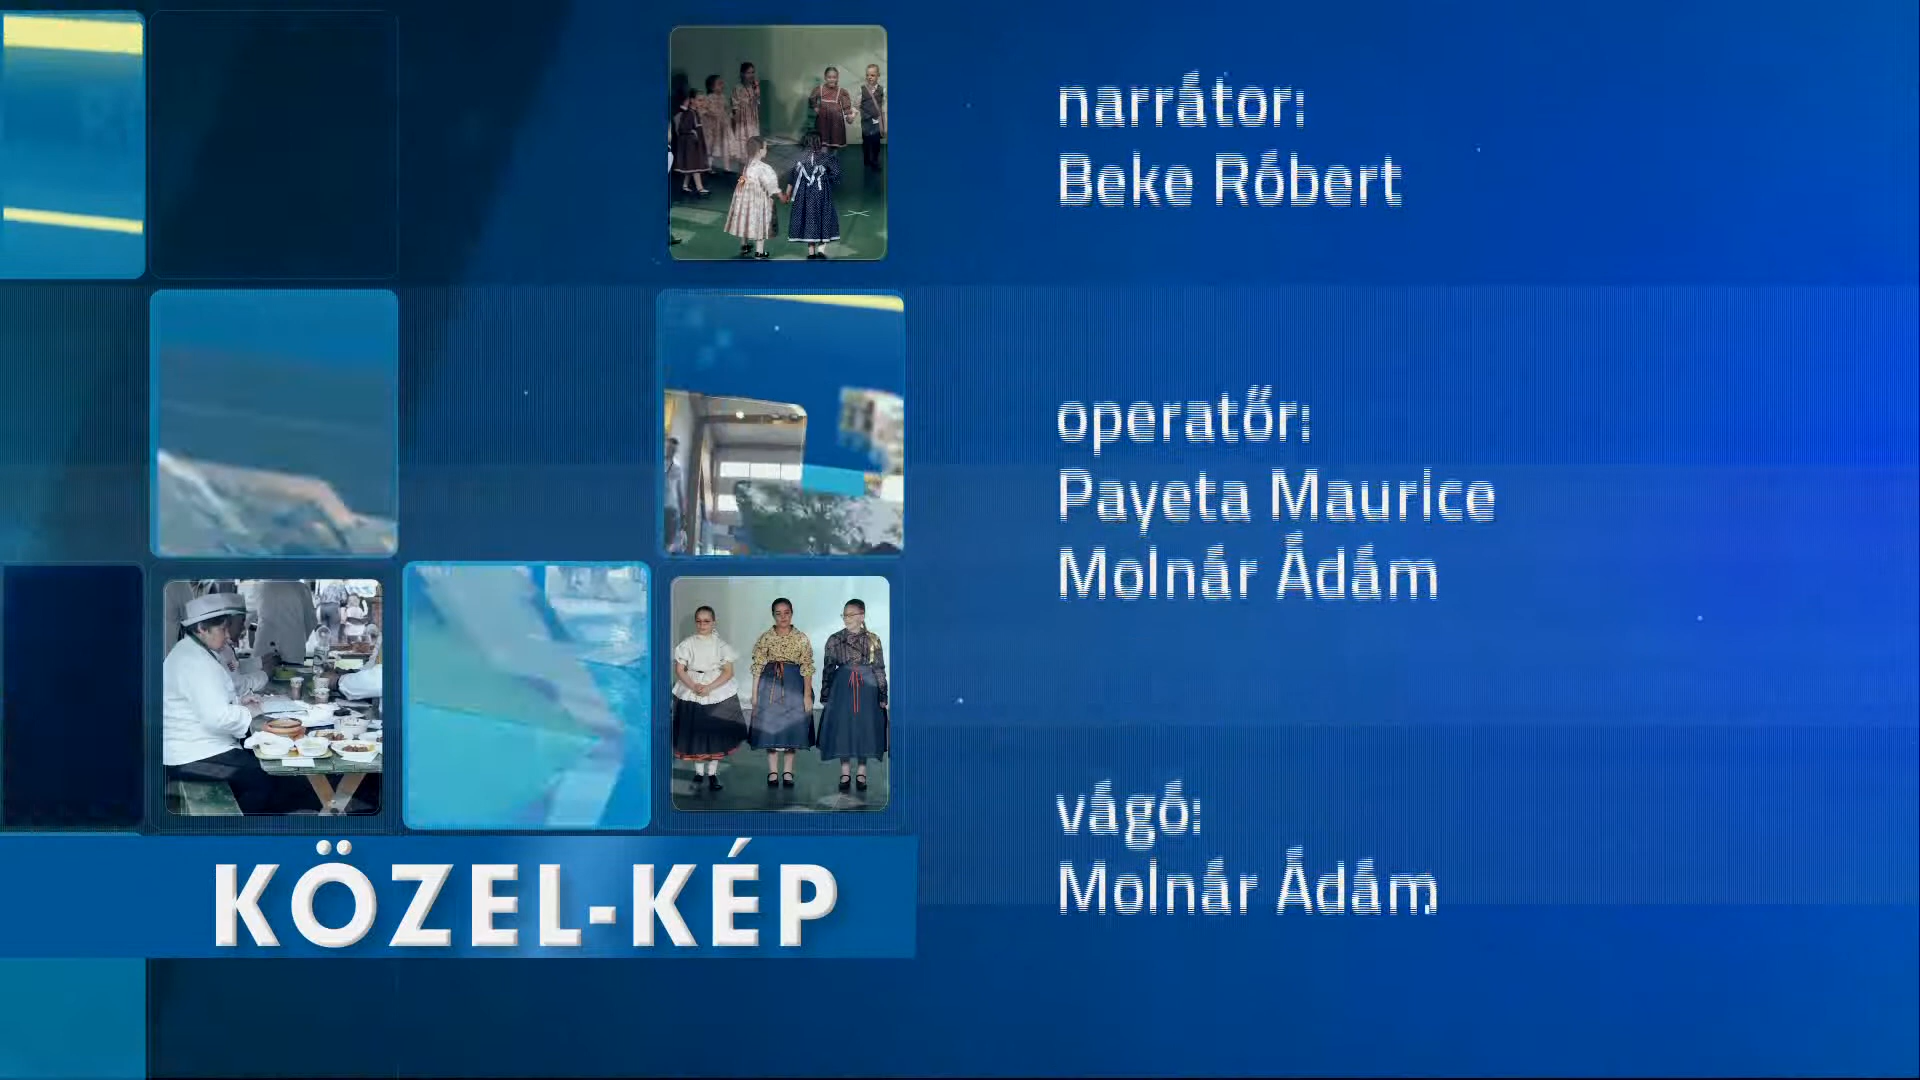 narrátor:
Beke Róbert
operatőr:
Payeta Maurice
Molnár Ádám
vágó:
Molnár Ádám
KÖZEL-KÉP